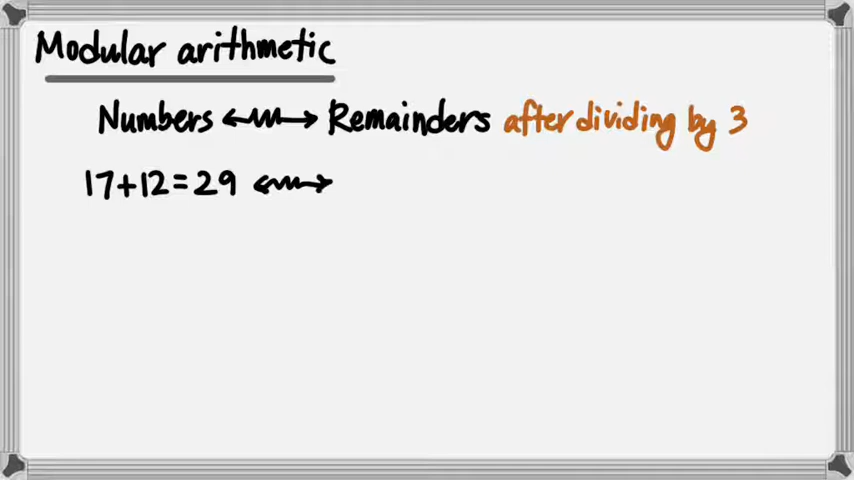 Modular arithmetic
Numbers ↔ Remainders after dividing by 3
17+12=29 ↔